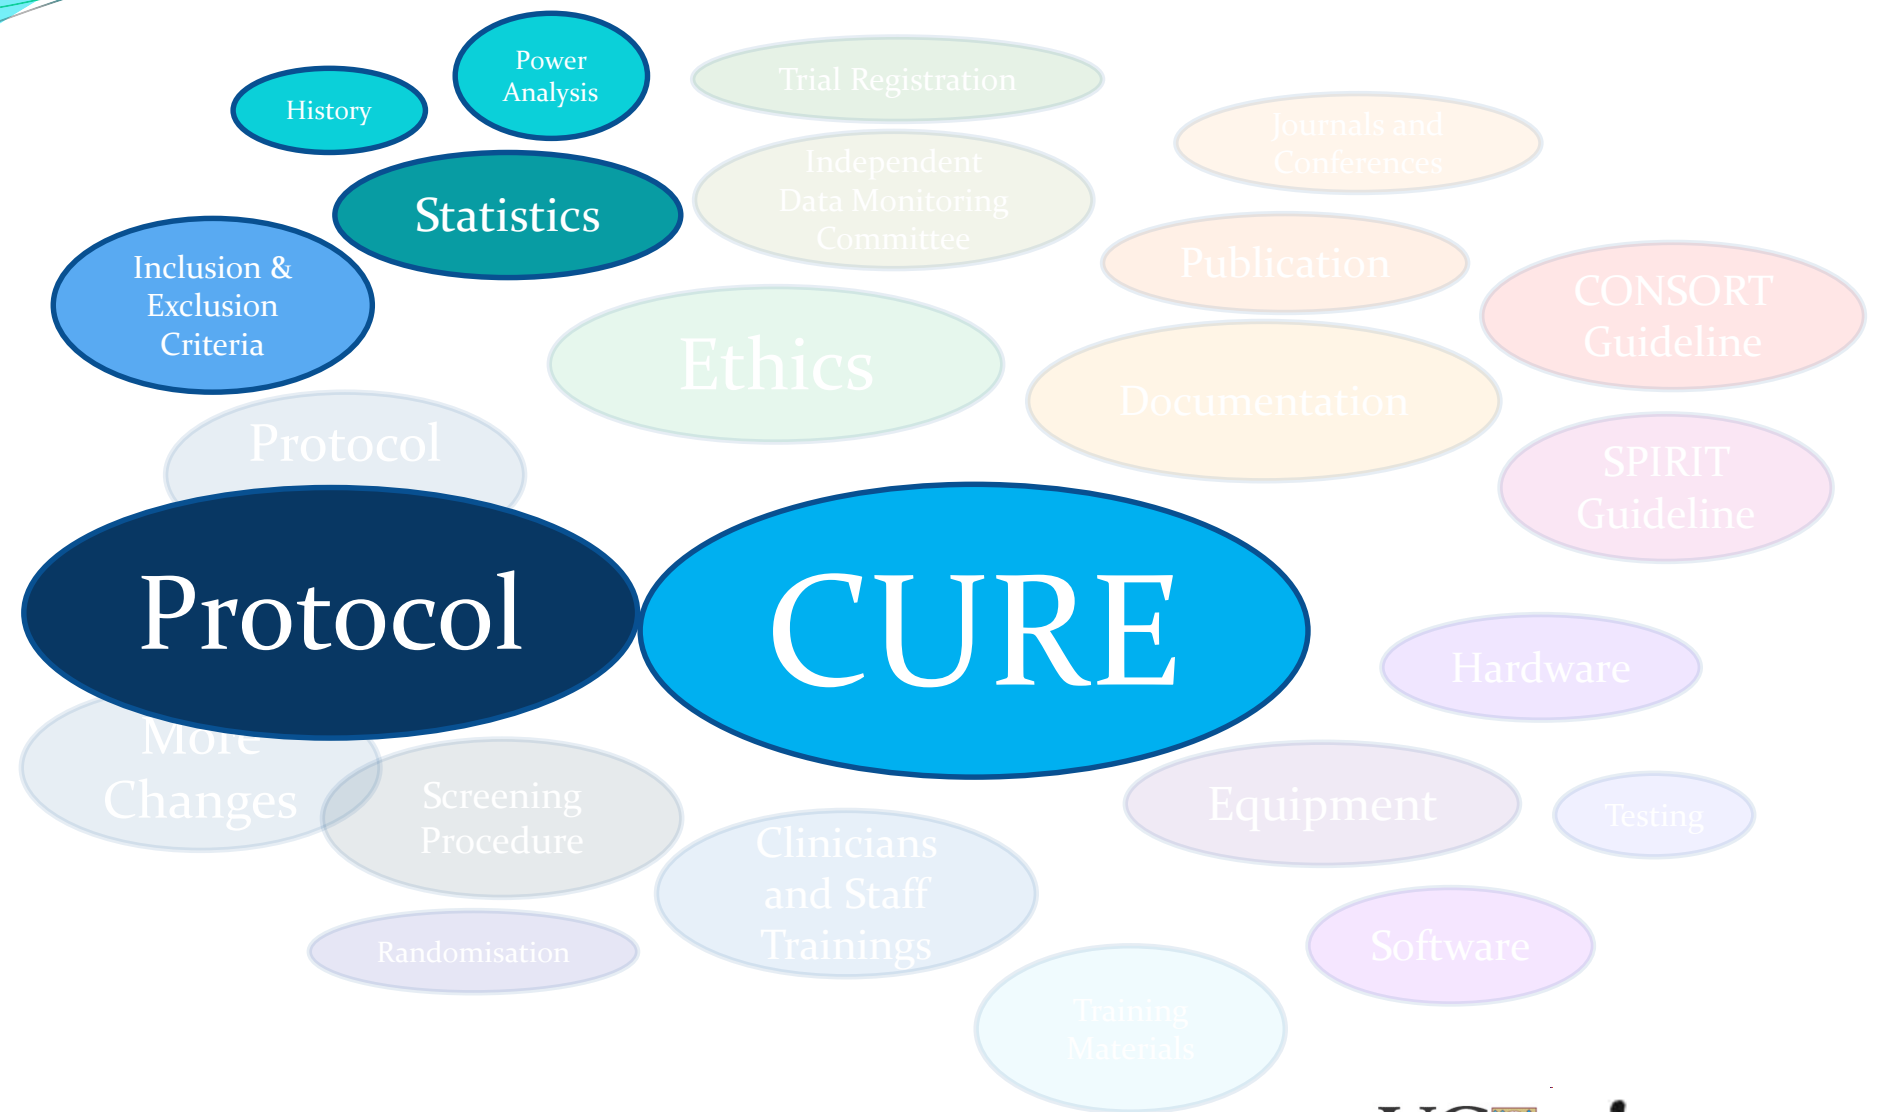 Power
Analysis
History
Trial Registration
Journals and
Conferences
Independent
Data Monitoring
Committee
Statistics
Inclusion &
Exclusion
Criteria
Publication
CONSORT
Guideline
Ethics
Documentation
Protocol
SPIRIT
Guideline
Protocol
CURE
Hardware
More
Changes
Screening
Procedure
Equipment
Testing
Clinicians
and Staff
Trainings
Randomisation
Software
Training
Materials